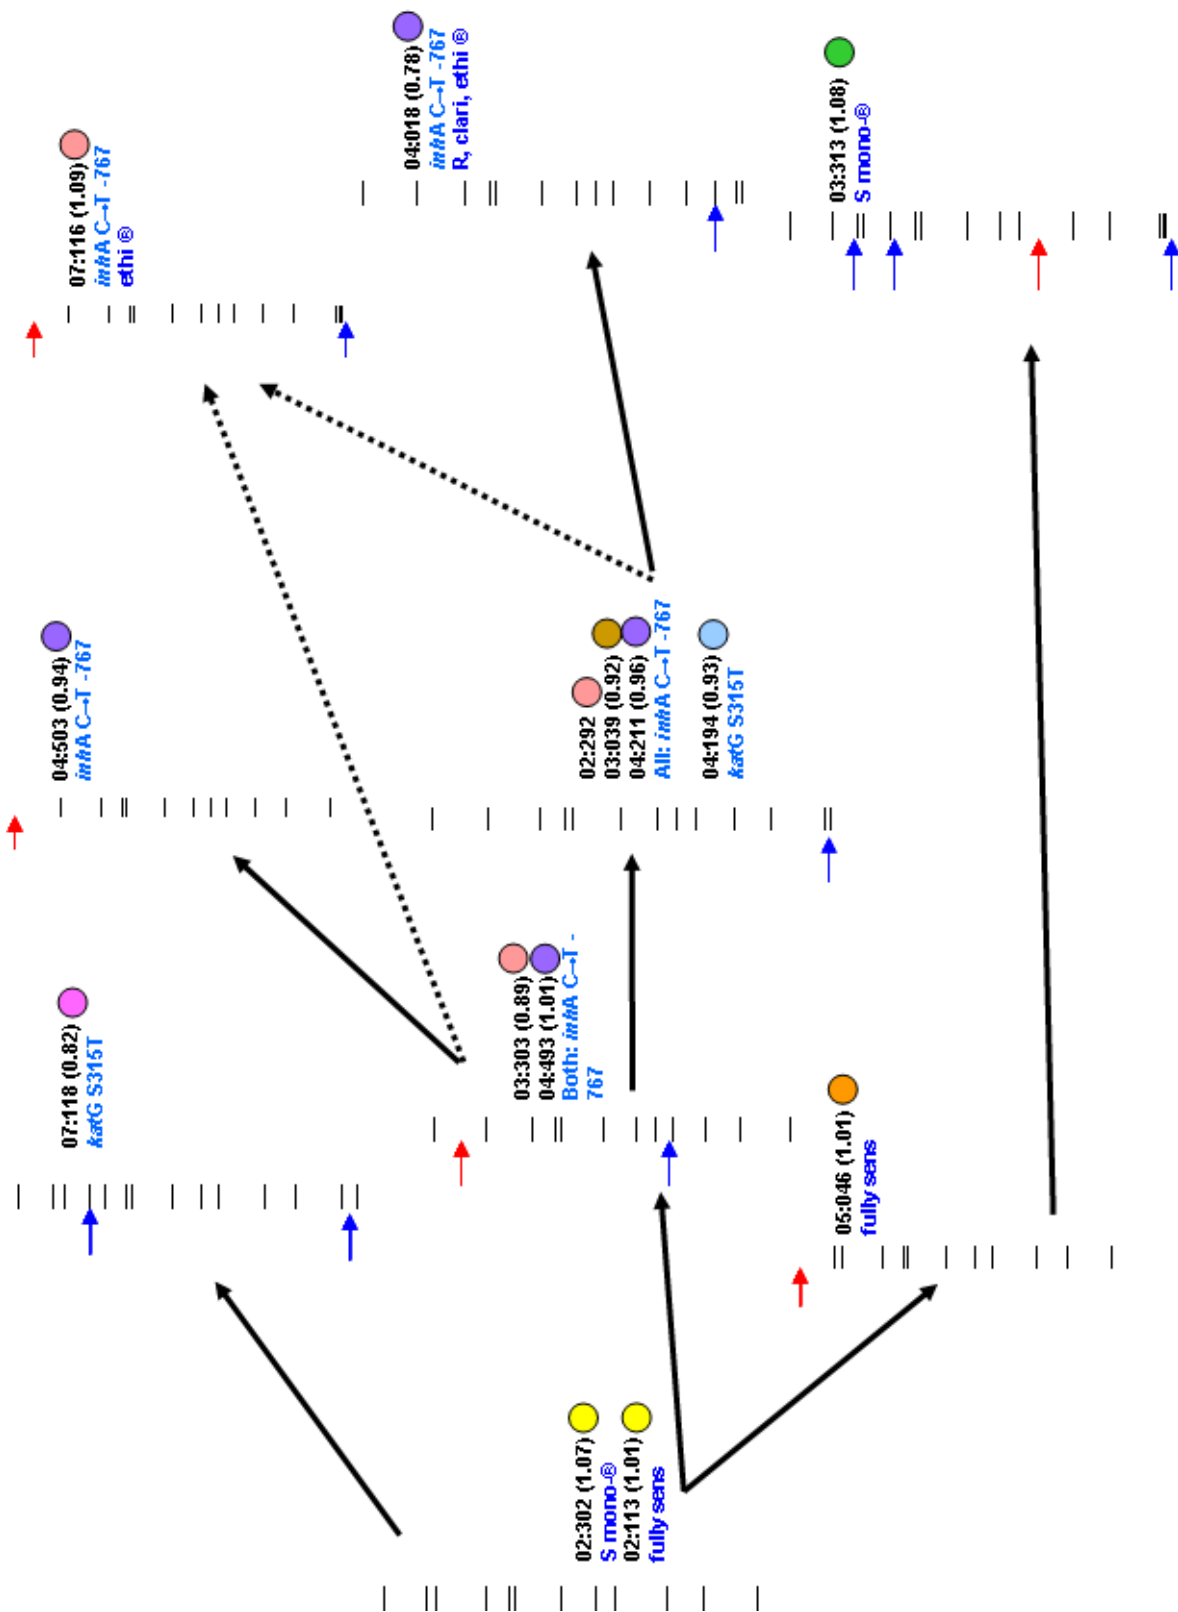 07:118 (0.82)
katG S315T
04:503 (0.94)
inhA C→T -767
07:116 (1.09)
inhA C→T -767
ethi ®
04:018 (0.78)
inhA C→T -767
R, clari, ethi ®
03:303 (0.89)
04:493 (1.01)
Both: inhA C→T -
767
02:292
03:039 (0.92)
04:211 (0.96)
All: inhA C→T -767
04:194 (0.93)
katG S315T
02:302 (1.07)
S mono-®
02:113 (1.01)
fully sens
05:046 (1.01)
fully sens
03:313 (1.08)
S mono-®